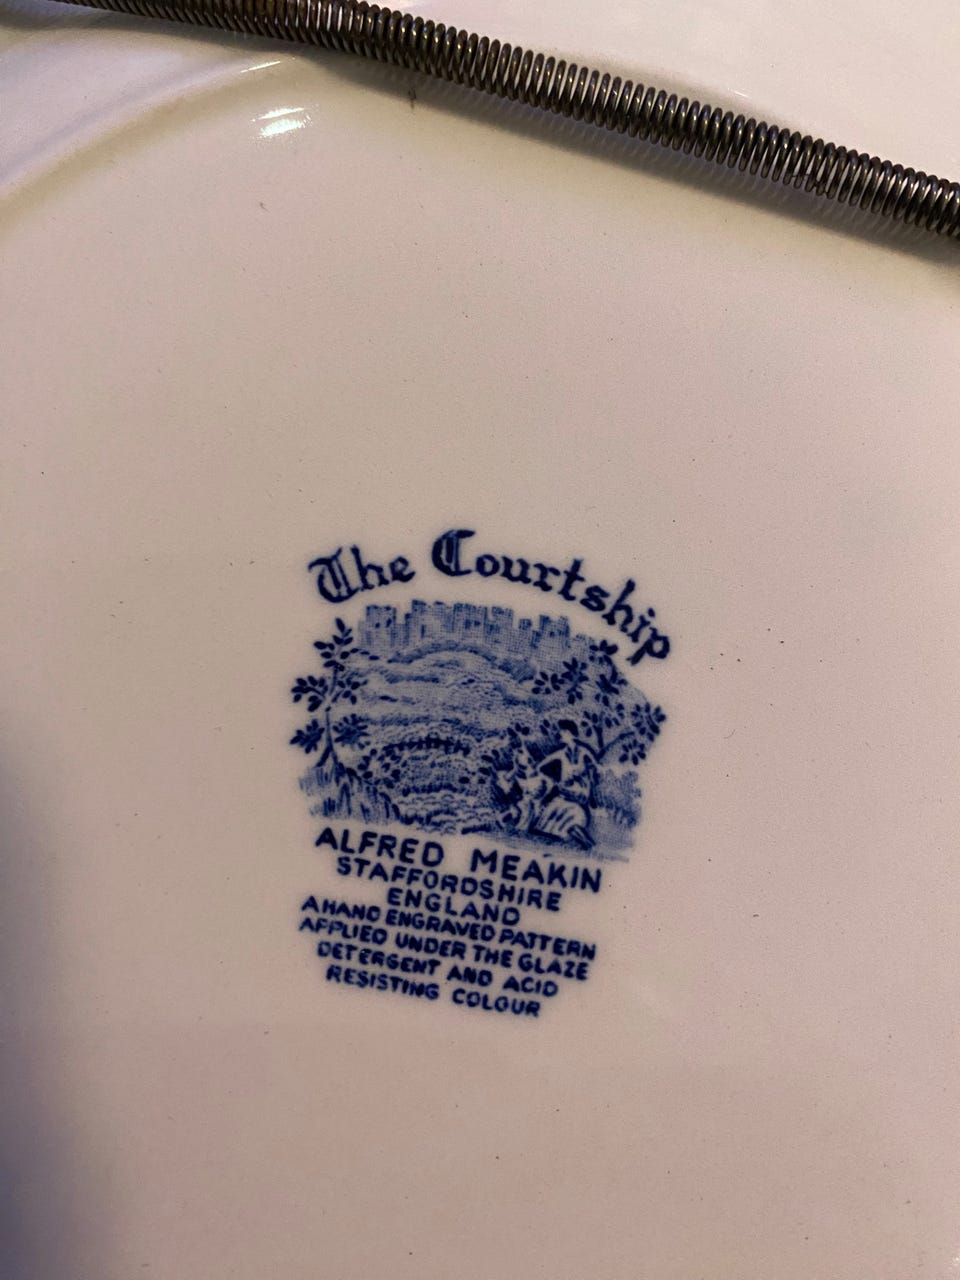 The Courtship
ALFRED MEAKIN
STAFFORDSHIRE
ENGLAND
A HAND ENGRAVED PATTERN
APPLIED UNDER THE GLAZE
DETERGENT AND ACID
RESISTING COLOUR